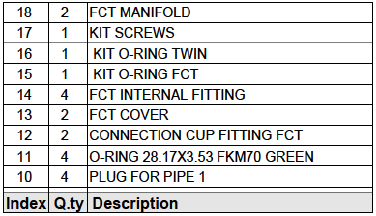 18 2 FCT MANIFOLD
17 1 KIT SCREWS
16 1 KIT O-RING TWIN
15 1 KIT O-RING FCT
14 4 FCT INTERNAL FITTING
13 2 FCT COVER
12 2 CONNECTION CUP FITTING FCT
11 4 O-RING 28.17X3.53 FKM70 GREEN
10 4 PLUG FOR PIPE 1
Index Q.ty Description